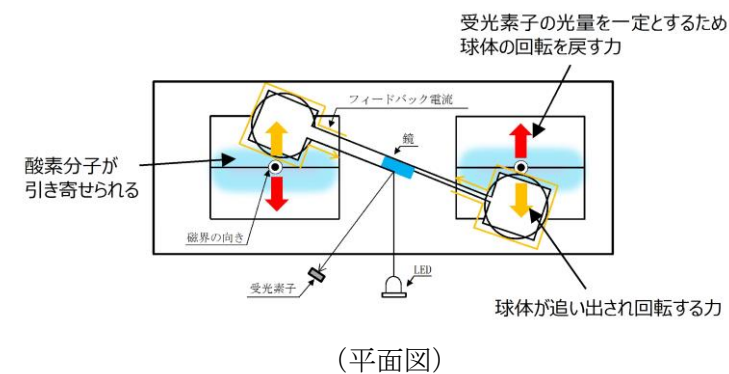 受光素子の光量を一定とするため
球体の回転を戻す力
フィードバック電流
鏡
酸素分子が
引き寄せられる
磁界の向き
受光素子
LED
球体が追い出され回転する力
（平面図）